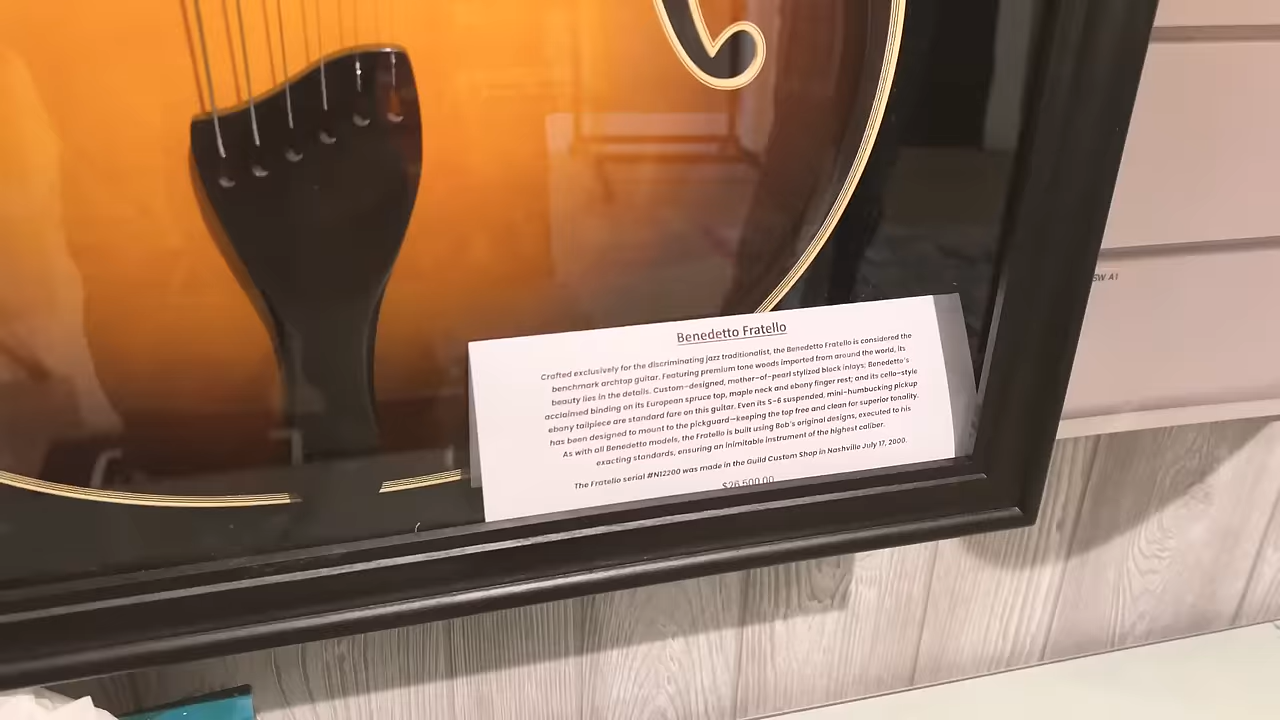 Benedetto Fratello
Crafted exclusively for the discriminating jazz traditionalist, the Benedetto Fratello is considered the
benchmark archtop guitar. Featuring premium tone woods imported from around the world, its
beauty lies in the details. Custom-designed, mother-of-pearl stylized block inlays; Benedetto's
acclaimed binding on its European spruce top, maple neck and ebony finger rest; and its cello-style
ebony tailpiece are standard fare on this guitar. Even its S-6 suspended, mini-humbucking pickup
has been designed to mount to the pickguard—keeping the top free and clean for superior tonality.
As with all Benedetto models, the Fratello is built using Bob's original designs, executed to his
exacting standards, ensuring an inimitable instrument of the highest caliber.
The Fratello serial #N12200 was made in the Guild Custom Shop in Nashville July 17, 2000.
$26,500.00
SW A1